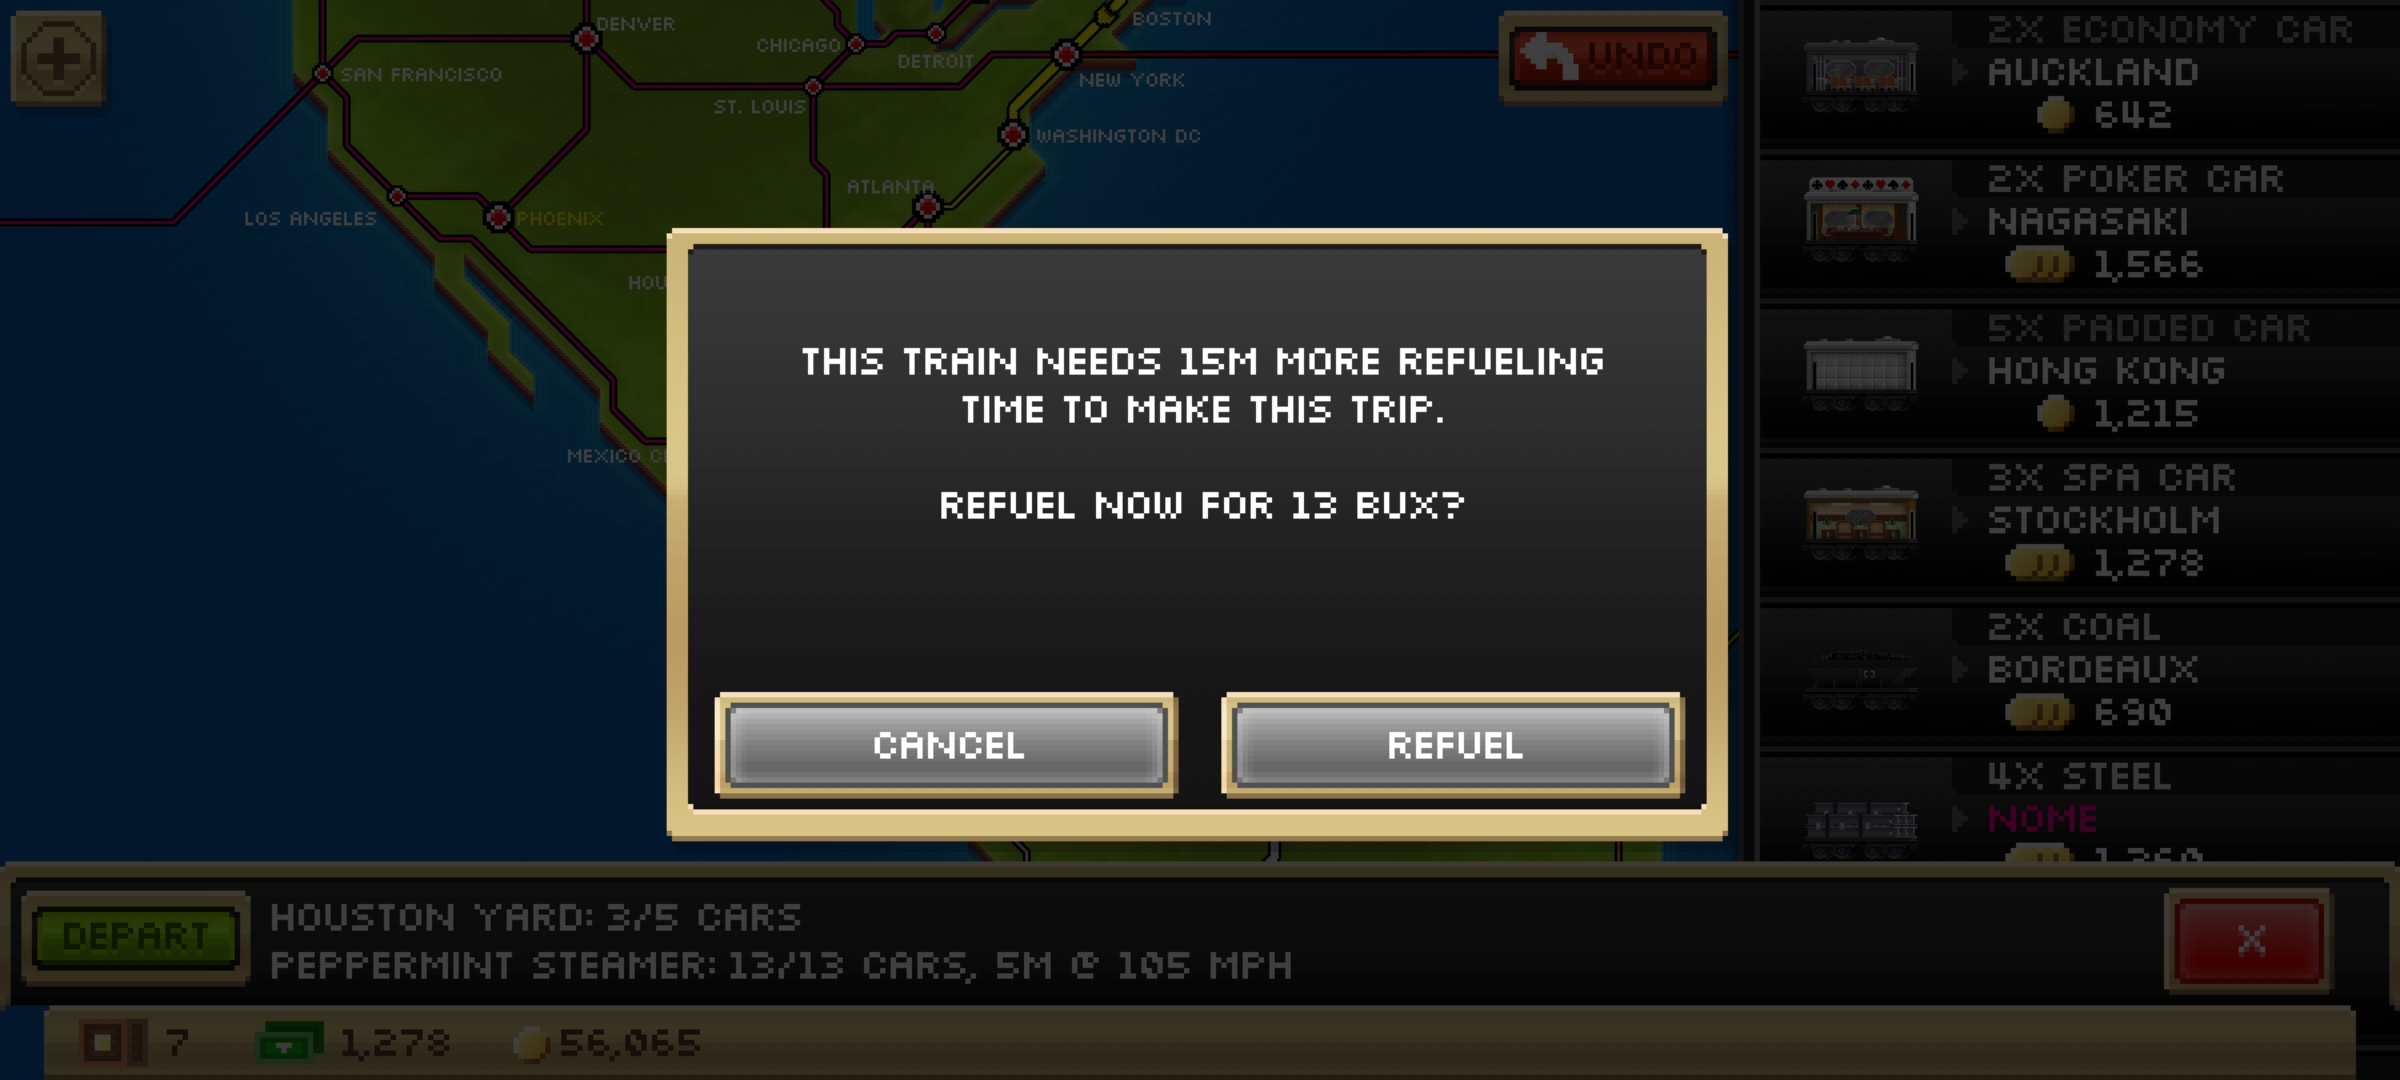 DENVER
BOSTON
CHICAGO
DETROIT
SAN FRANCISCO
NEW YORK
ST. LOUIS
WASHINGTON DC
ATLANTA
LOS ANGELES
PHOENIX
HOU
MEXICO C
UNDO
2X ECONOMY CAR
AUCKLAND
642
2X POKER CAR
NAGASAKI
1,566
5X PADDED CAR
HONG KONG
1,215
3X SPA CAR
STOCKHOLM
1,278
2X COAL
BORDEAUX
690
4X STEEL
NOME
1,260
THIS TRAIN NEEDS 15M MORE REFUELING
TIME TO MAKE THIS TRIP.
REFUEL NOW FOR 13 BUX?
CANCEL
REFUEL
DEPART
HOUSTON YARD: 3/5 CARS
PEPPERMINT STEAMER: 13/13 CARS, 5M @ 105 MPH
X
7
1,278
56,065